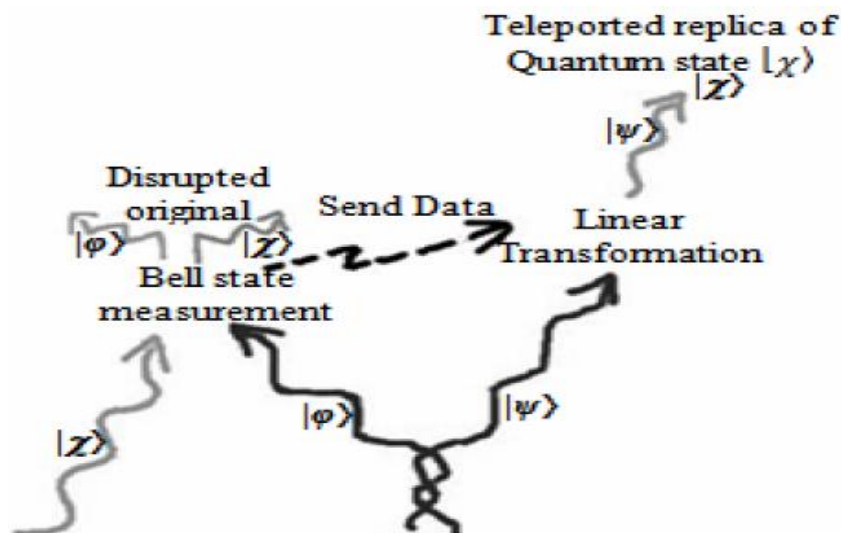 Teleported replica of
Quantum state |χ⟩
|χ⟩
|ψ⟩
Disrupted
original
|φ⟩
|χ⟩
Send Data
Linear
Transformation
Bell state
measurement
|φ⟩
|ψ⟩
|χ⟩